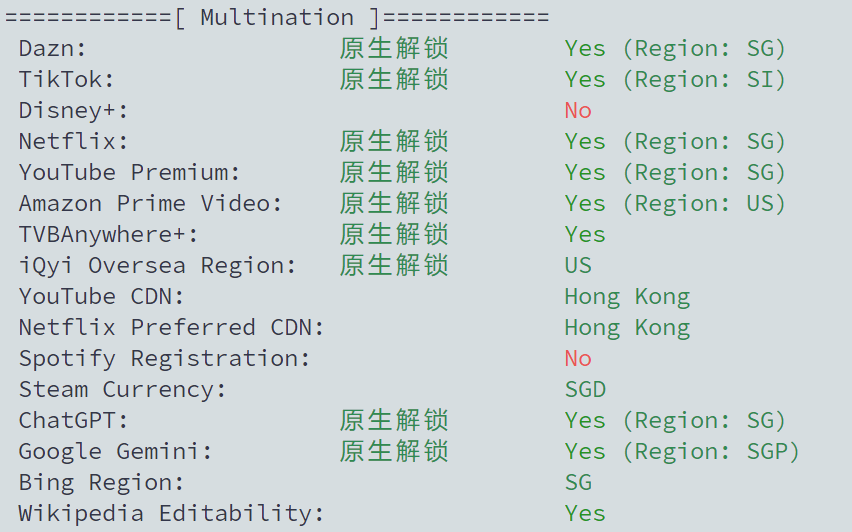 ============[ Multination ]============
Dazn: 原生解锁 Yes (Region: SG)
TikTok: 原生解锁 Yes (Region: SI)
Disney+: No
Netflix: 原生解锁 Yes (Region: SG)
YouTube Premium: 原生解锁 Yes (Region: SG)
Amazon Prime Video: 原生解锁 Yes (Region: US)
TVBAnywhere+: 原生解锁 Yes
iQyi Oversea Region: 原生解锁 US
YouTube CDN: Hong Kong
Netflix Preferred CDN: Hong Kong
Spotify Registration: No
Steam Currency: SGD
ChatGPT: 原生解锁 Yes (Region: SG)
Google Gemini: 原生解锁 Yes (Region: SGP)
Bing Region: SG
Wikipedia Editability: Yes